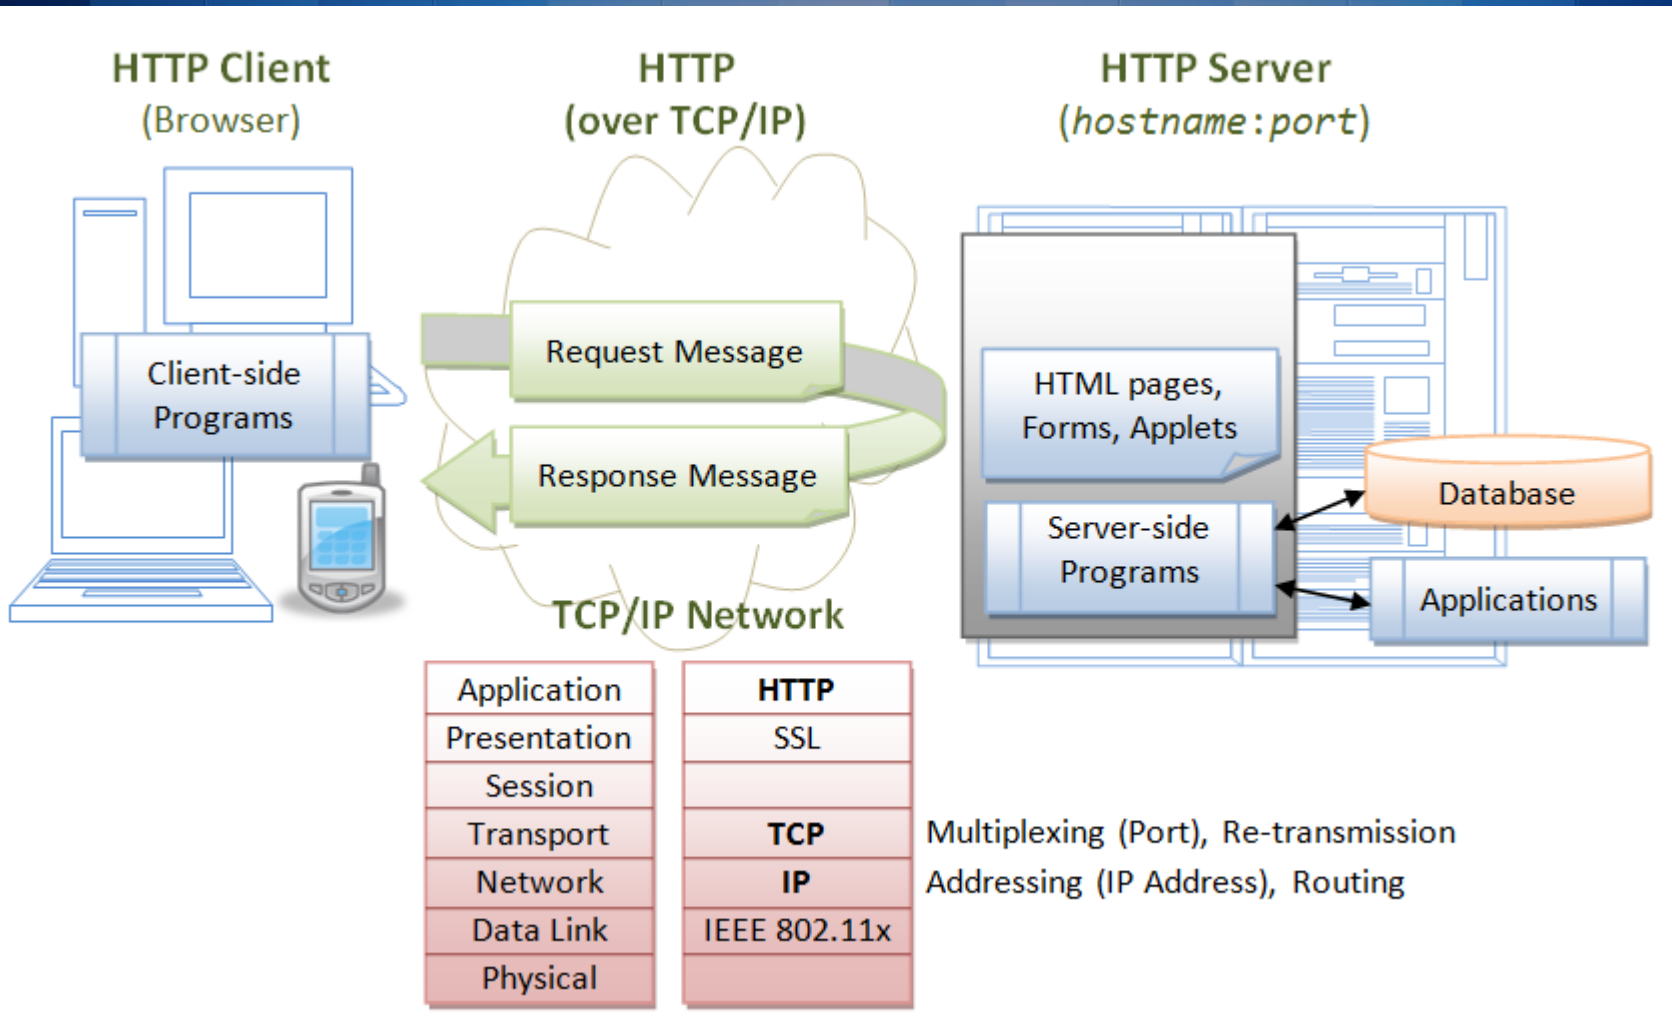 HTTP Client
(Browser)
HTTP
(over TCP/IP)
HTTP Server
(hostname:port)
Client-side
Programs
Request Message
Response Message
HTML pages,
Forms, Applets
Server-side
Programs
Database
Applications
TCP/IP Network
Application HTTP
Presentation SSL
Session
Transport TCP Multiplexing (Port), Re-transmission
Network IP Addressing (IP Address), Routing
Data Link IEEE 802.11x
Physical